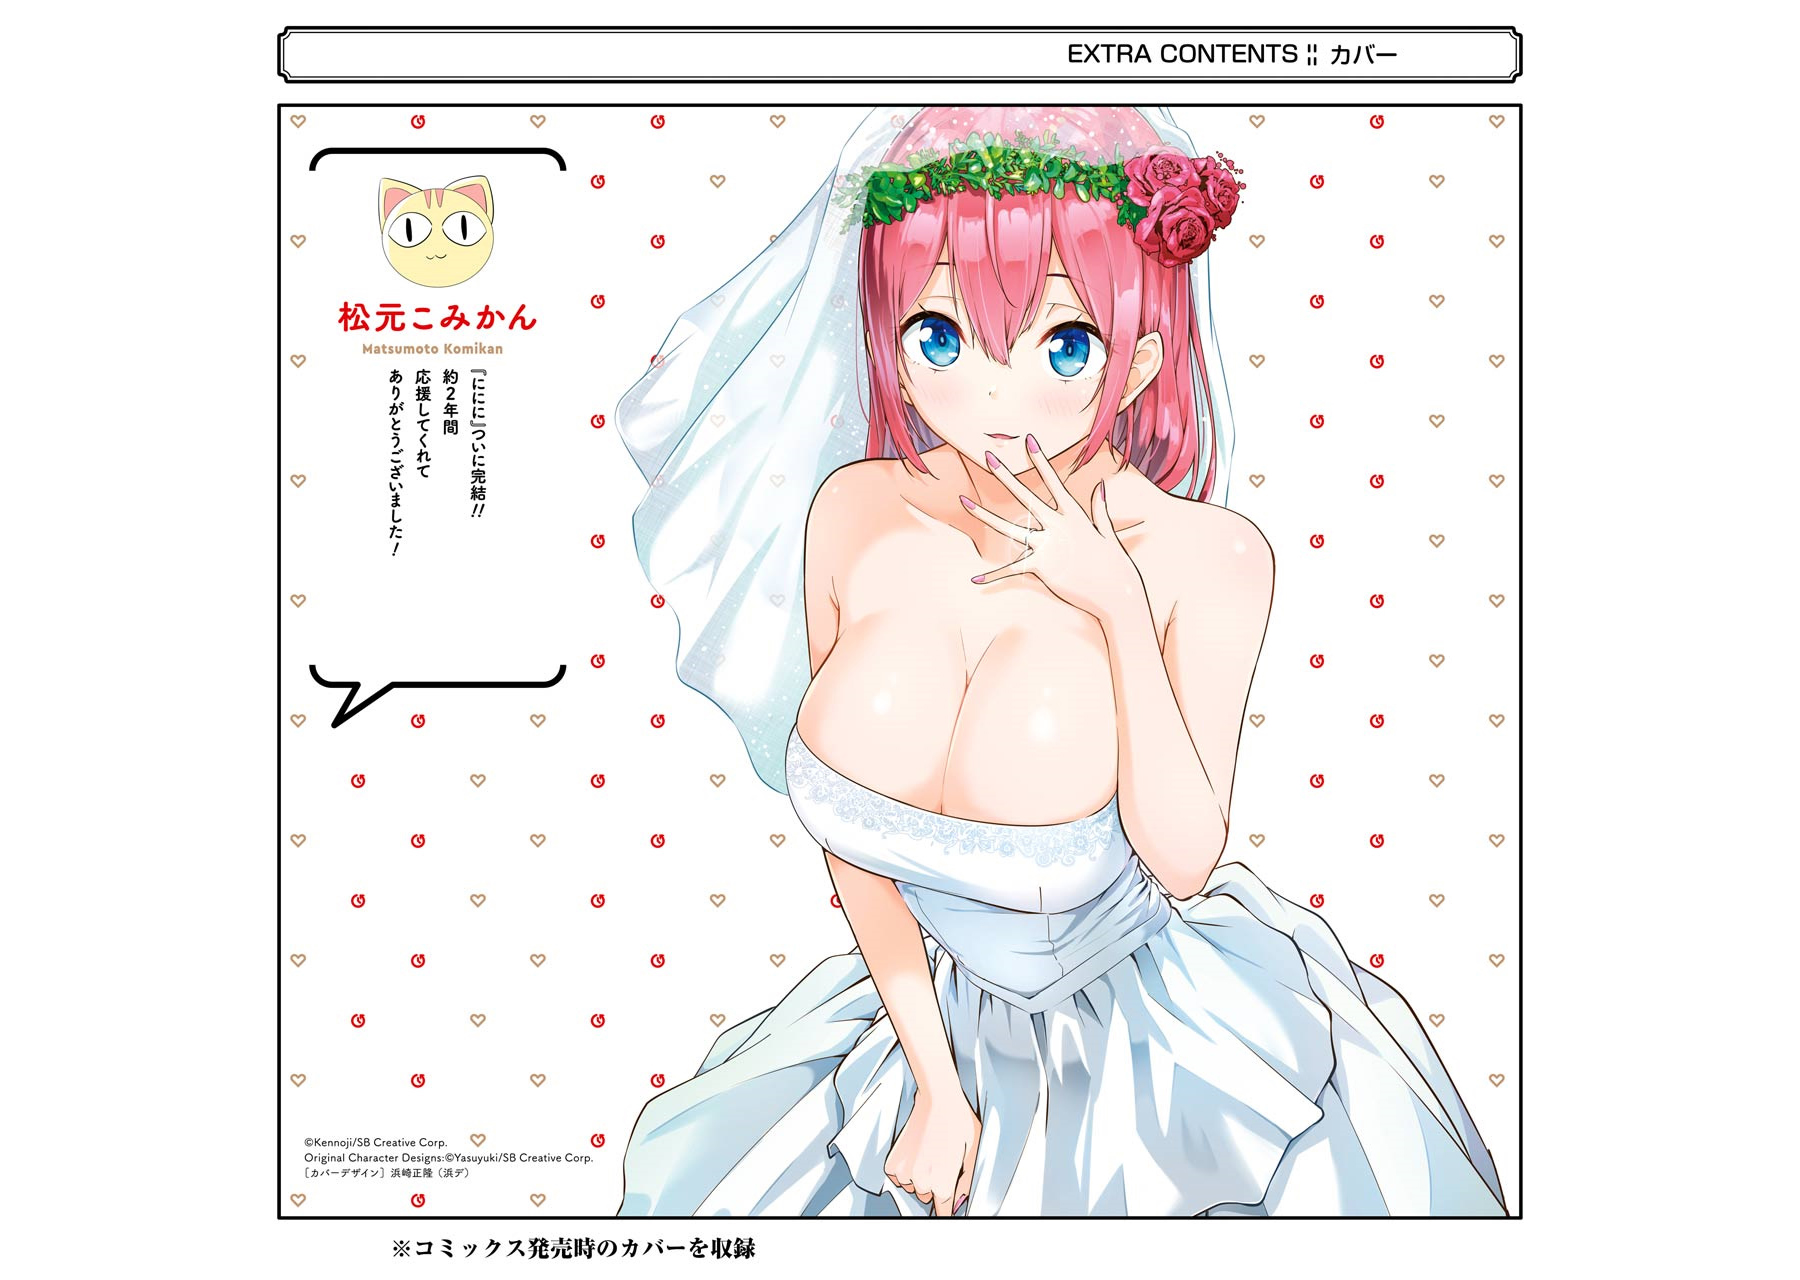 EXTRA CONTENTS ¦¦ カバー
松元こみかん
Matsumoto Komikan
『ににに』ついに完結!!
約2年間
応援してくれて
ありがとうございました!
©Kennoji/SB Creative Corp.
Original Character Designs:©Yasuyuki/SB Creative Corp.
［カバーデザイン］浜崎正隆（浜デ）
※コミックス発売時のカバーを収録